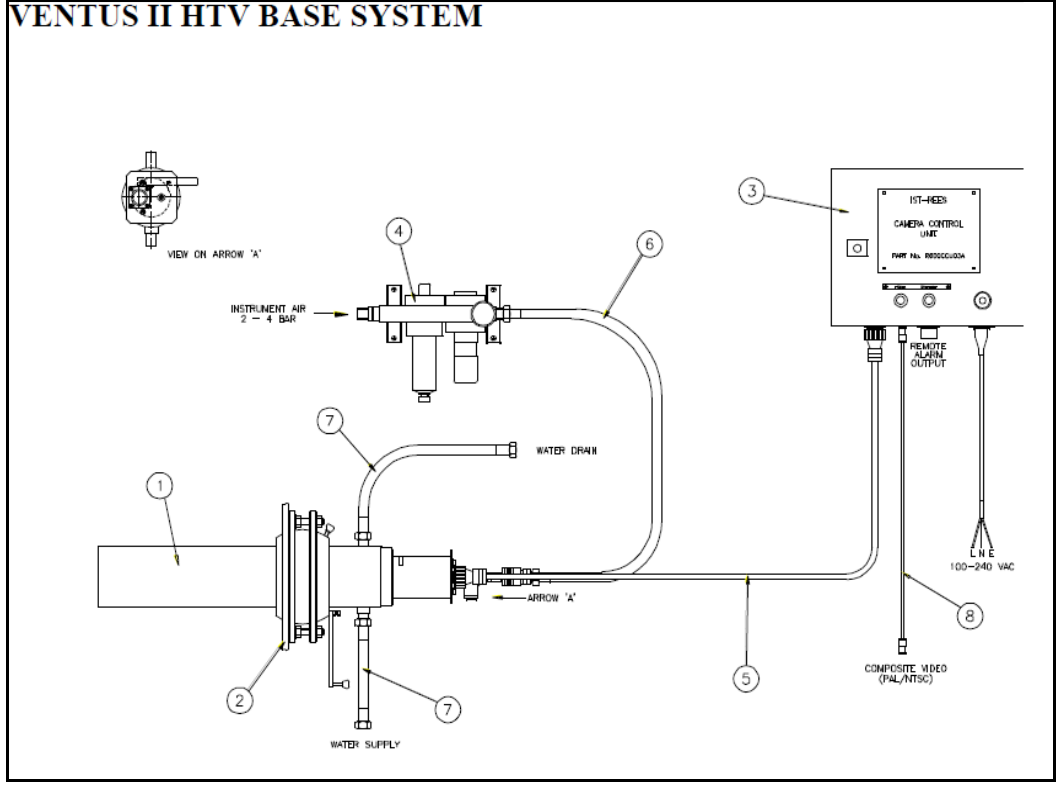 VENTUS II HTV BASE SYSTEM
VIEW ON ARROW 'A'
4
6
3
IST-REES
CAMERA CONTROL
UNIT
INSTRUMENT AIR
2 - 4 BAR
REMOTE
ALARM
OUTPUT
7
WATER DRAIN
1
L N E
100-240 VAC
ARROW 'A'
8
COMPOSITE VIDEO
(PAL/NTSC)
5
2
7
WATER SUPPLY